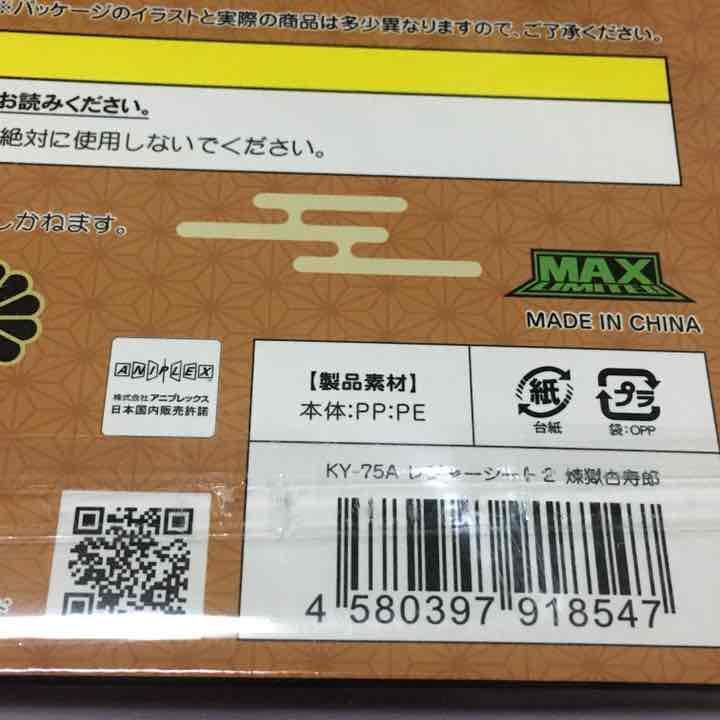 ※パッケージのイラストと実際の商品は多少異なりますので、ご了承ください。
お読みください。
絶対に使用しないでください。
しかねます。
MAX
LIMITED
MADE IN CHINA
ANIPLEX
株式会社アニプレックス
日本国内販売許諾
【製品素材】
本体:PP:PE
紙
台紙
プラ
袋:OPP
KY-75A レジャーシート2 煉獄杏寿郎
4 580397 918547